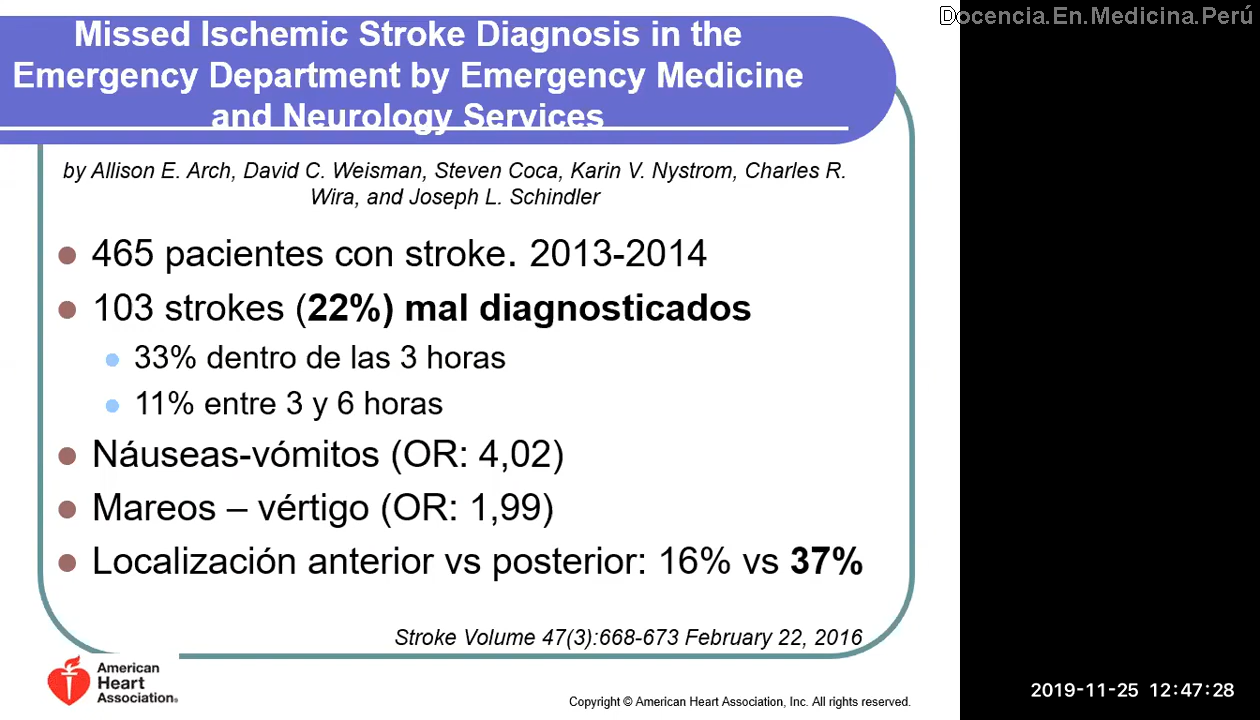 Docencia.En.Medicina.Perú
Missed Ischemic Stroke Diagnosis in the
Emergency Department by Emergency Medicine
and Neurology Services
by Allison E. Arch, David C. Weisman, Steven Coca, Karin V. Nystrom, Charles R.
Wira, and Joseph L. Schindler
465 pacientes con stroke. 2013-2014
103 strokes (22%) mal diagnosticados
33% dentro de las 3 horas
11% entre 3 y 6 horas
Náuseas-vómitos (OR: 4,02)
Mareos – vértigo (OR: 1,99)
Localización anterior vs posterior: 16% vs 37%
Stroke Volume 47(3):668-673 February 22, 2016
American
Heart
Association®
Copyright © American Heart Association, Inc. All rights reserved.
2019-11-25 12:47:28